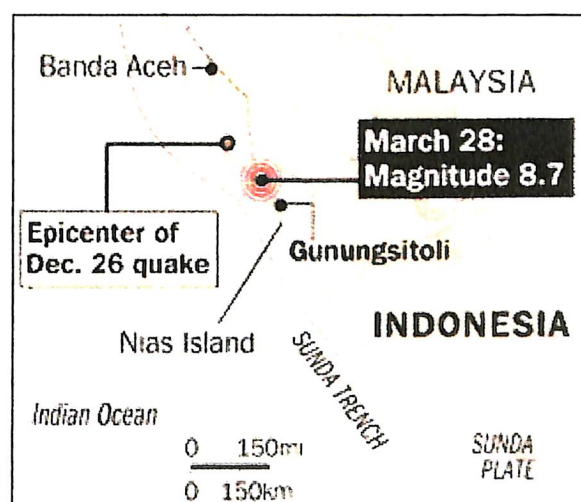 Banda Aceh
MALAYSIA
March 28:
Magnitude 8.7
Epicenter of
Dec. 26 quake
Gunungsitoli
Nias Island
INDONESIA
SUNDA TRENCH
Indian Ocean
SUNDA
PLATE
0 150mi
0 150km